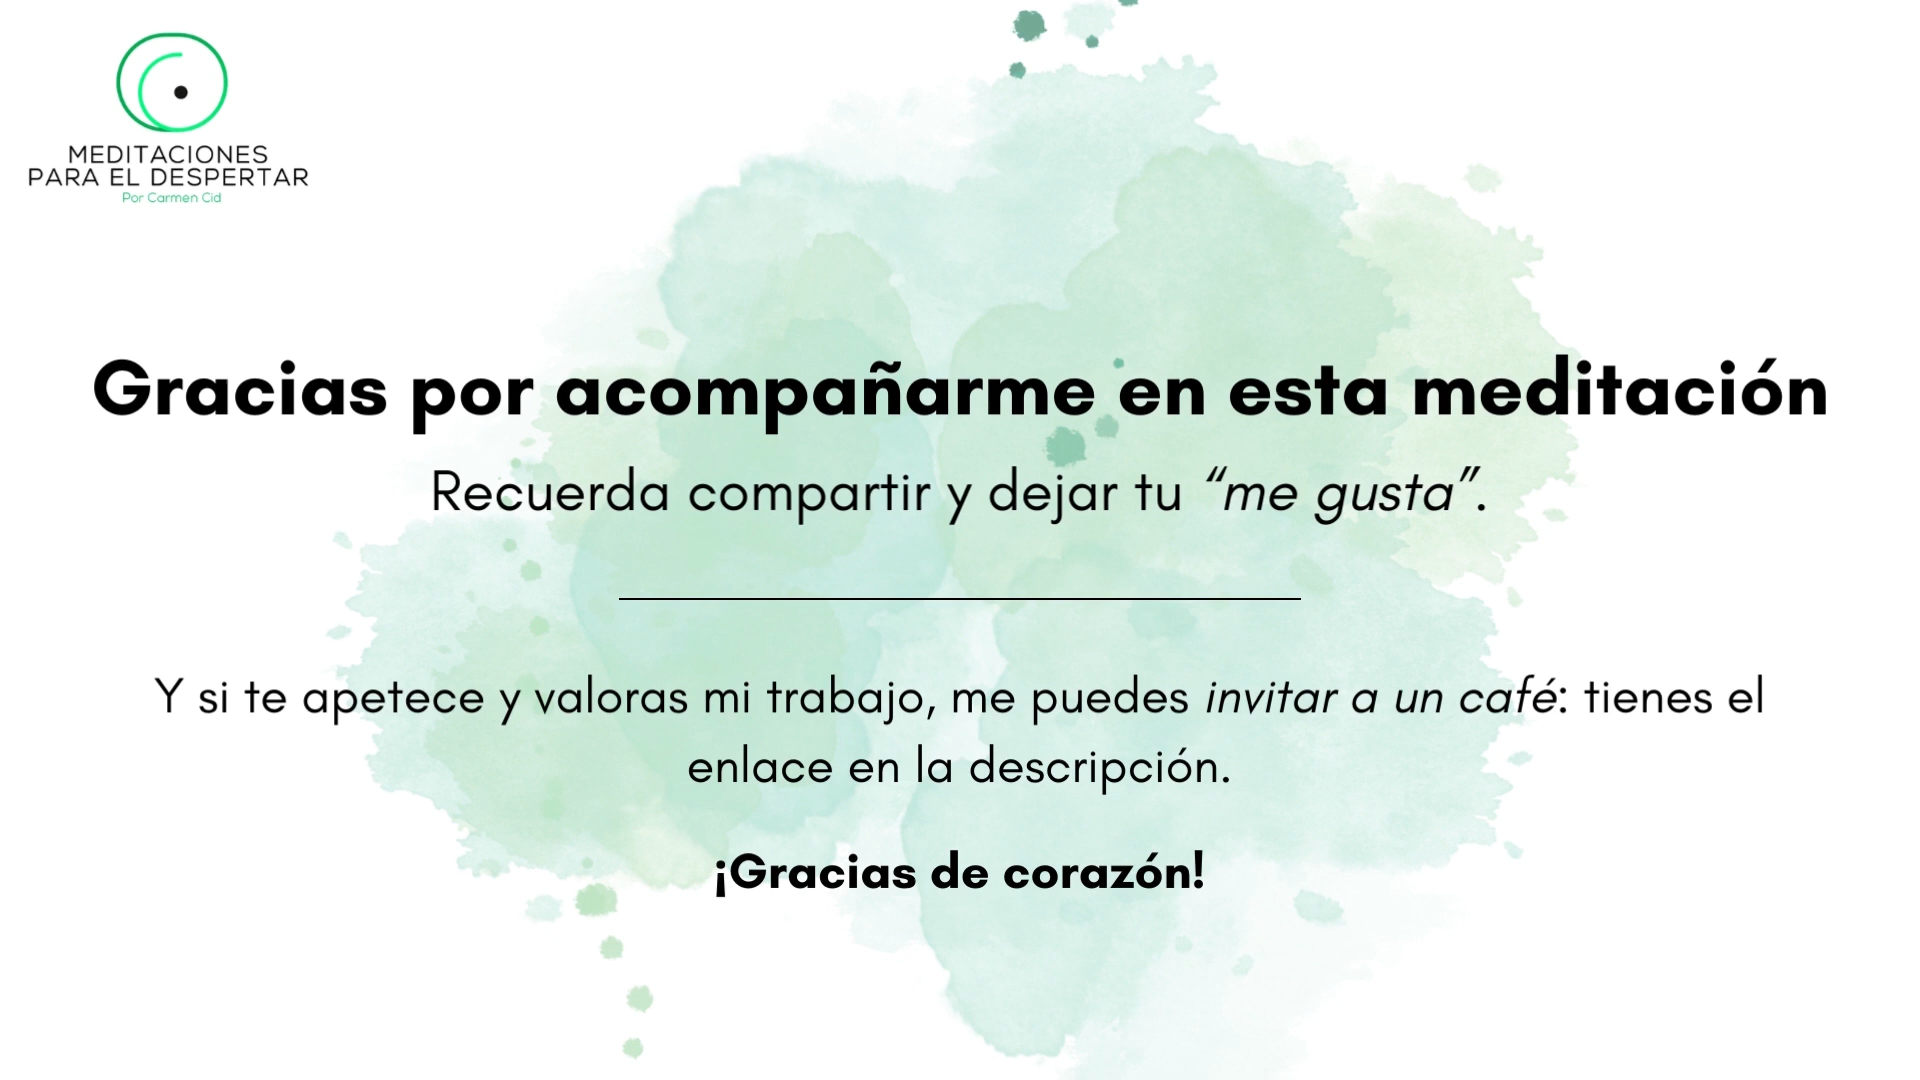 MEDITACIONES
PARA EL DESPERTAR
Por Carmen Cid
Gracias por acompañarme en esta meditación
Recuerda compartir y dejar tu “me gusta”.
Y si te apetece y valoras mi trabajo, me puedes invitar a un café: tienes el
enlace en la descripción.
¡Gracias de corazón!